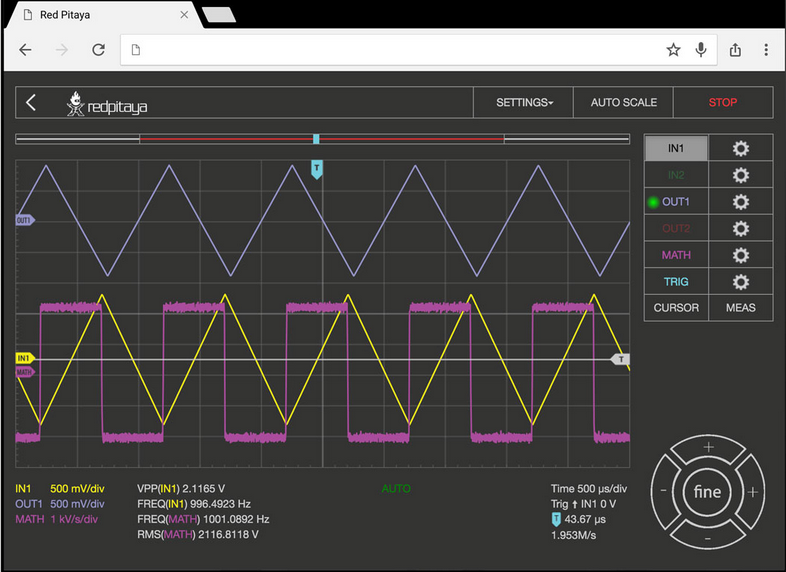 Red Pitaya
redpitaya
SETTINGS
AUTO SCALE
STOP
IN1
IN2
OUT1
OUT2
MATH
TRIG
CURSOR
MEAS
T
OUT1
IN1
T
MATH
IN1 500 mV/div
OUT1 500 mV/div
MATH 1 kV/s/div
VPP(IN1) 2.1165 V
FREQ(IN1) 996.4923 Hz
FREQ(MATH) 1001.0892 Hz
RMS(MATH) 2116.8118 V
AUTO
Time 500 µs/div
Trig IN1 0 V
T 43.67 µs
1.953M/s
+
- fine +
-